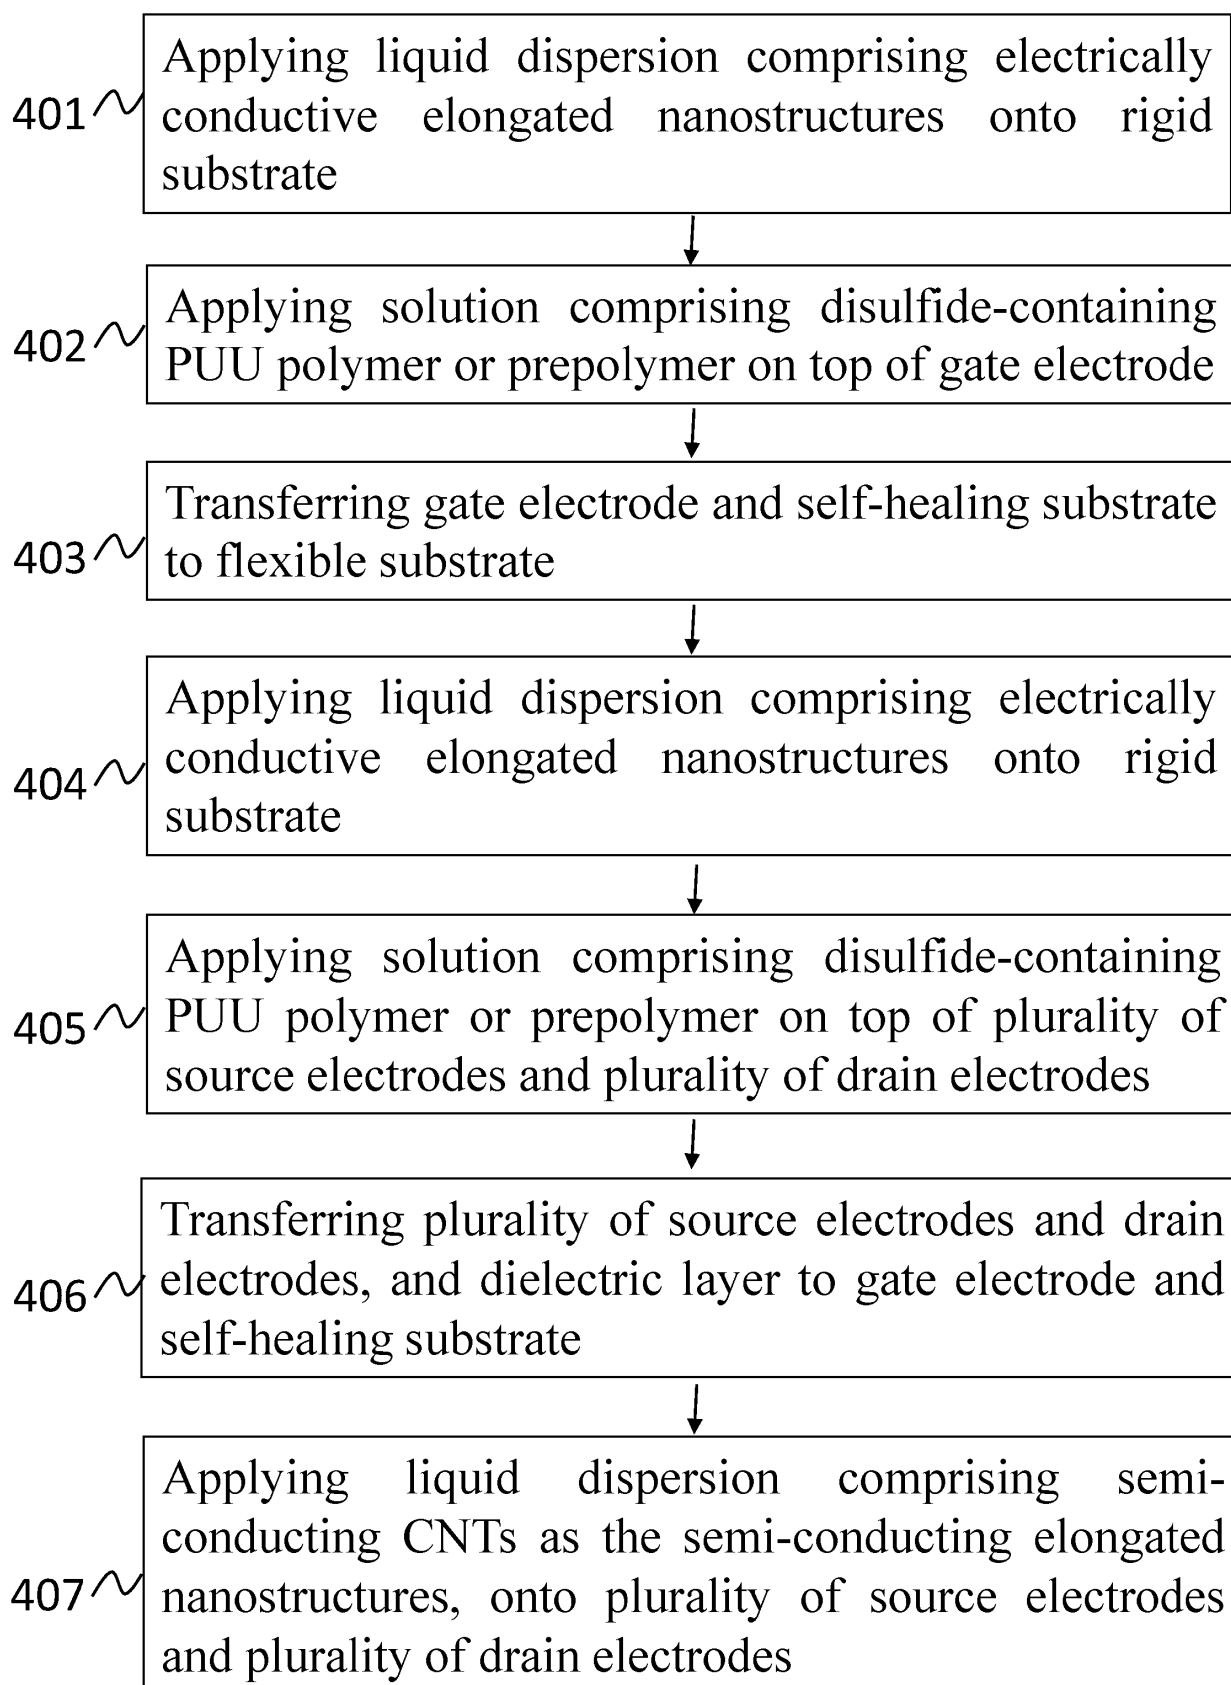 Applying liquid dispersion comprising electrically
401 conductive elongated nanostructures onto rigid
substrate
Applying solution comprising disulfide-containing
402 PUU polymer or prepolymer on top of gate electrode
Transferring gate electrode and self-healing substrate
403 to flexible substrate
Applying liquid dispersion comprising electrically
404 conductive elongated nanostructures onto rigid
substrate
Applying solution comprising disulfide-containing
405 PUU polymer or prepolymer on top of plurality of
source electrodes and plurality of drain electrodes
Transferring plurality of source electrodes and drain
406 electrodes, and dielectric layer to gate electrode and
self-healing substrate
Applying liquid dispersion comprising semi-
conducting CNTs as the semi-conducting elongated
407 nanostructures, onto plurality of source electrodes
and plurality of drain electrodes